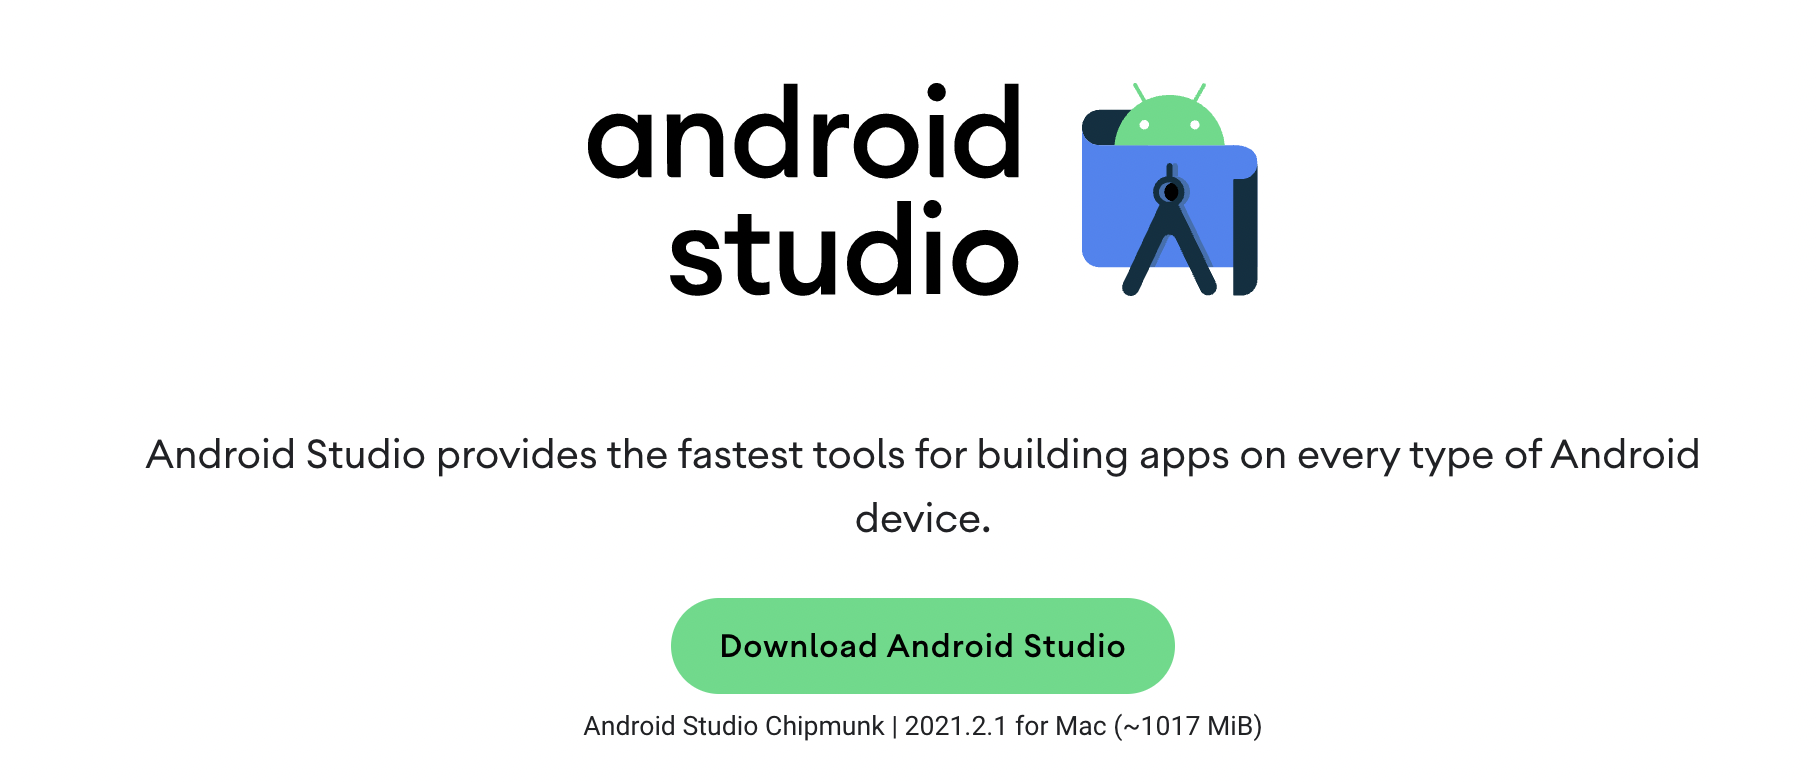 android
studio
Android Studio provides the fastest tools for building apps on every type of Android
device.
Download Android Studio
Android Studio Chipmunk | 2021.2.1 for Mac (~1017 MiB)